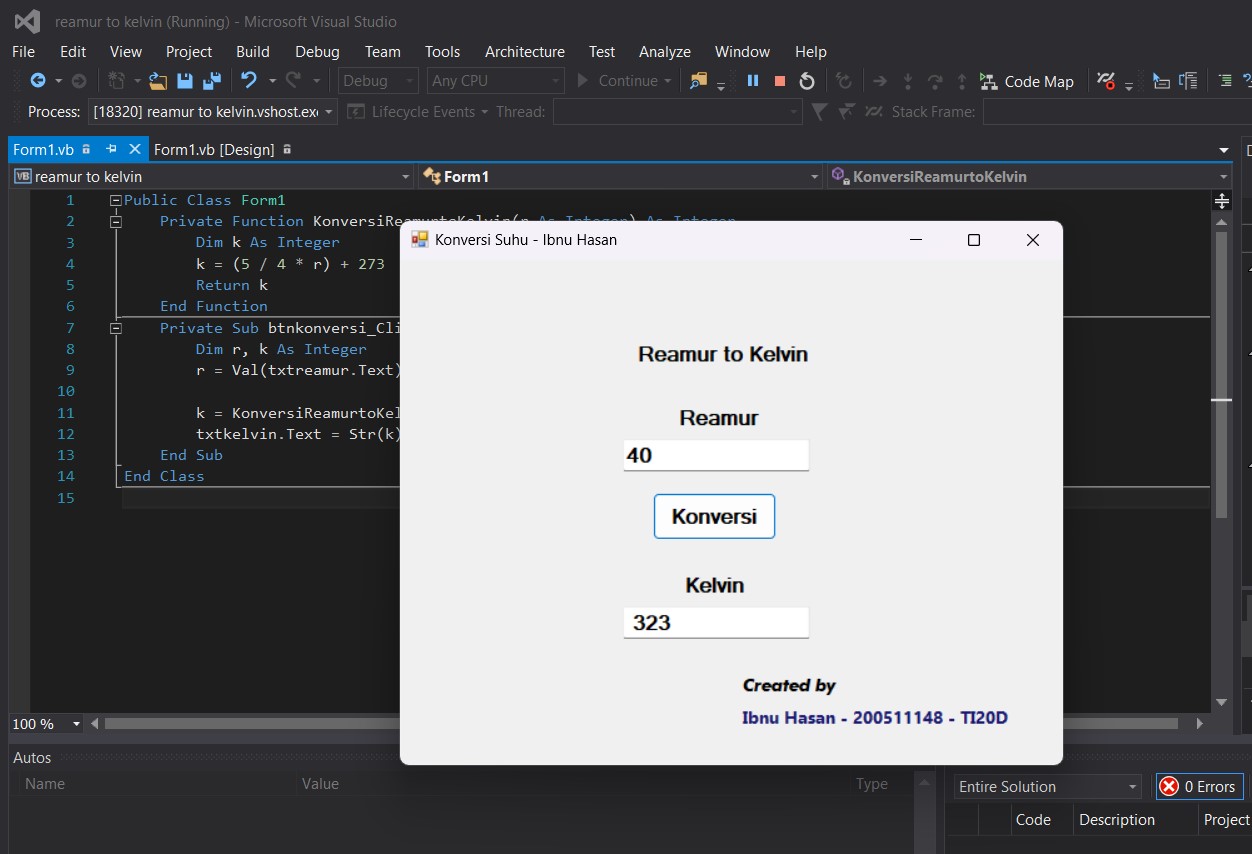 reamur to kelvin (Running) - Microsoft Visual Studio
File Edit View Project Build Debug Team Tools Architecture Test Analyze Window Help
Debug Any CPU Continue Code Map
Process: [18320] reamur to kelvin.vshost.ex Lifecycle Events Thread: Stack Frame:
Form1.vb Form1.vb [Design]
VB reamur to kelvin Form1 KonversiReamurtoKelvin
1 Public Class Form1
2 Private Function KonversiReamurtoKelvin(r As Integer) As Integer
3 Dim k As Integer
4 k = (5 / 4 * r) + 273
5 Return k
6 End Function
7 Private Sub btnkonversi_Cli
8 Dim r, k As Integer
9 r = Val(txtreamur.Text)
10
11 k = KonversiReamurtoKel
12 txtkelvin.Text = Str(k)
13 End Sub
14 End Class
15
100 %
Konversi Suhu - Ibnu Hasan
Reamur to Kelvin
Reamur
40
Konversi
Kelvin
323
Created by
Ibnu Hasan - 200511148 - TI20D
Autos
Name Value Type
Entire Solution 0 Errors
Code Description Project